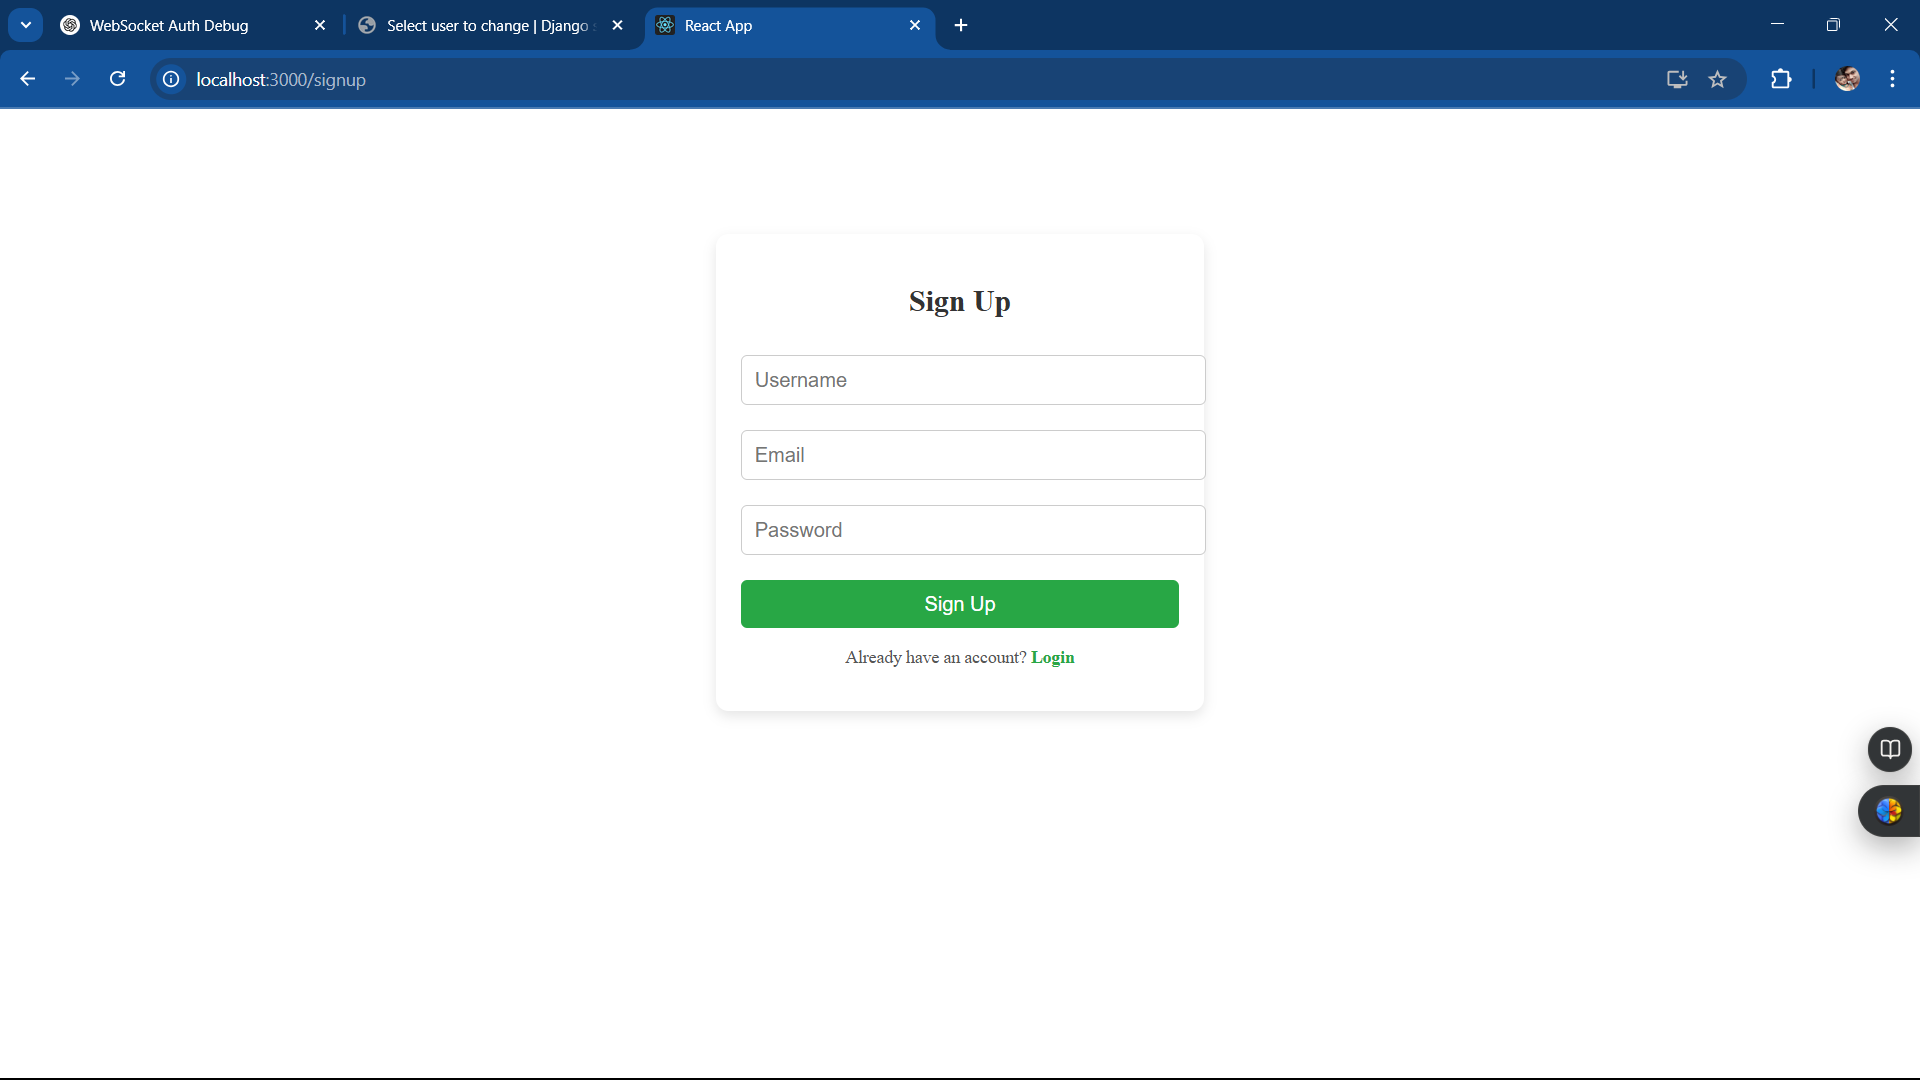 WebSocket Auth Debug
Select user to change | Django
React App
localhost:3000/signup
Sign Up
Username
Email
Password
Sign Up
Already have an account? Login